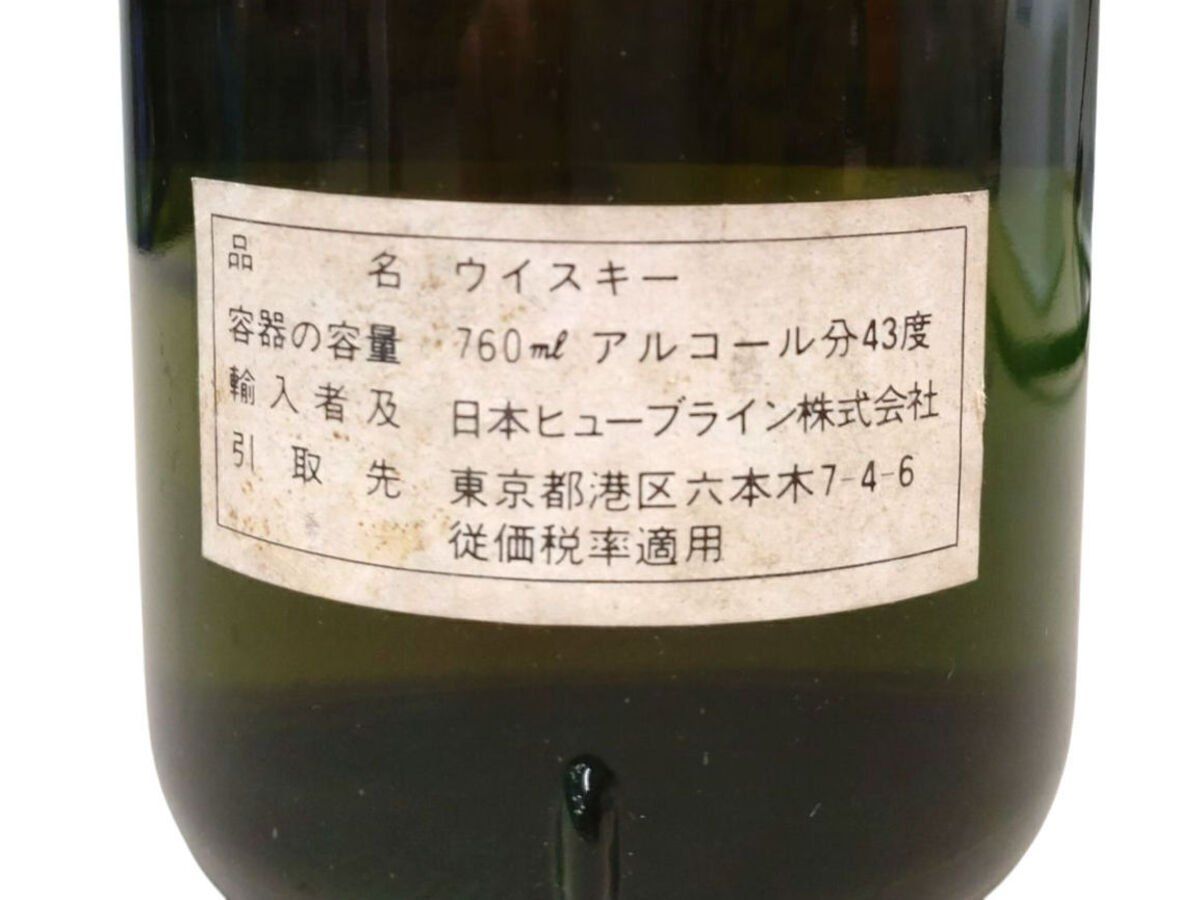 品名 ウイスキー
容器の容量 760ml アルコール分43度
輸入者及 日本ヒューブライン株式会社
引取先 東京都港区六本木7-4-6
従価税率適用